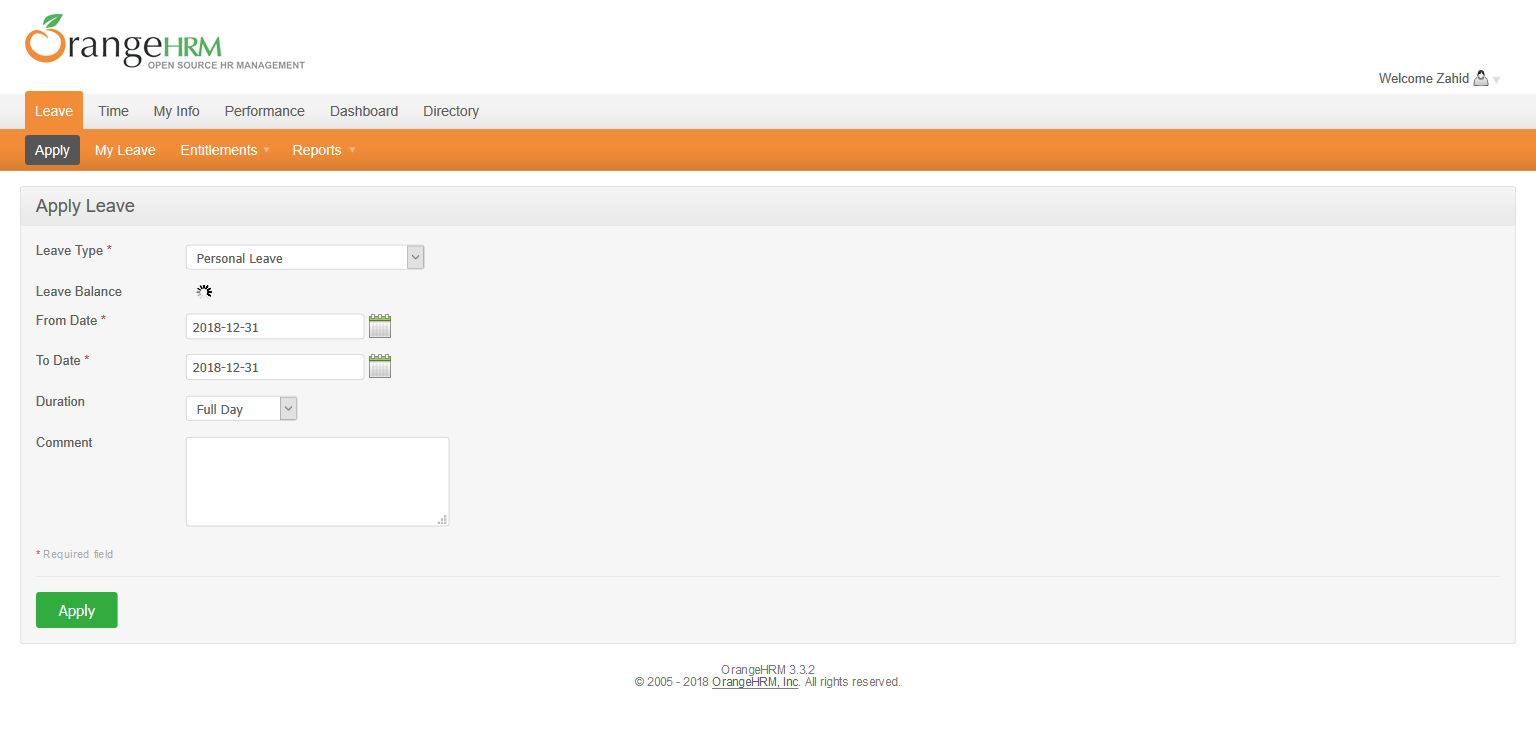 OrangeHRM
OPEN SOURCE HR MANAGEMENT
Welcome Zahid
Leave Time My Info Performance Dashboard Directory
Apply My Leave Entitlements Reports
Apply Leave
Leave Type * Personal Leave
Leave Balance
From Date * 2018-12-31
To Date * 2018-12-31
Duration Full Day
Comment
* Required field
Apply
OrangeHRM 3.3.2
© 2005 - 2018 OrangeHRM, Inc. All rights reserved.